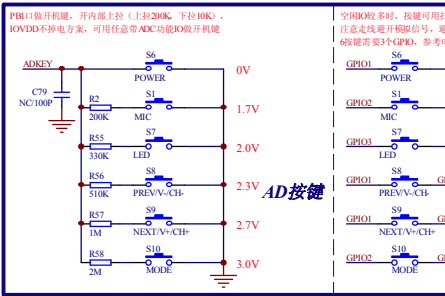 PB1口做开机键，开内部上拉（上拉200K，下拉10K），
IOVDD不掉电方案，可用任意带ADC功能IO做开机键
ADKEY
C79
NC/100P
S6
POWER
0V
R2
200K
S1
MIC
1.7V
R55
330K
S7
LED
2.0V
R56
510K
S8
PREV/V-/CH-
2.3V
R57
1M
S9
NEXT/V+/CH+
2.7V
R58
2M
S10
MODE
3.0V
AD按键
空闲IO较多时，按键可用
注意走线避开模拟信号，
6按键需要3个GPIO，参考
GPIO1
S6
POWER
GPIO2
S1
MIC
GPIO3
S7
LED
GPIO1
S8
PREV/V-/CH-
GPIO1
S9
NEXT/V+/CH+
GPIO2
S10
MODE